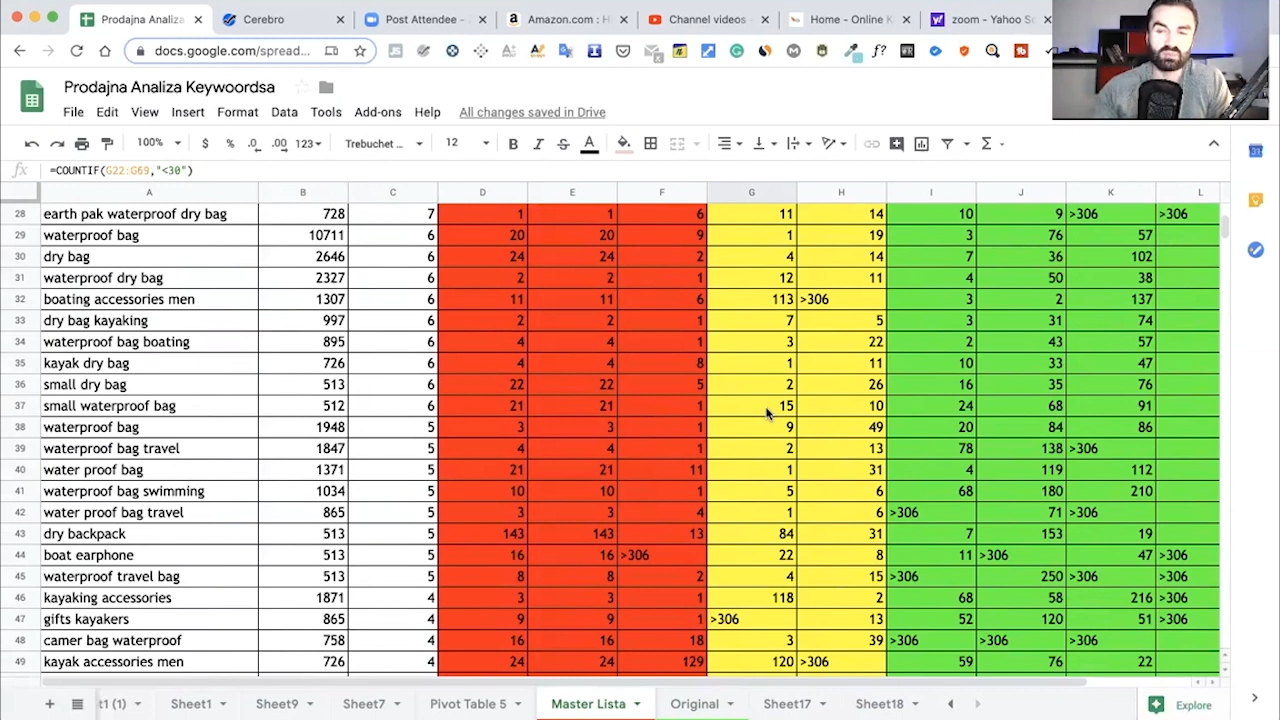 Prodajna Analiza
Cerebro
Post Attendee -
Amazon.com : H
Channel videos -
Home - Online K
zoom - Yahoo S
docs.google.com/spread...
Prodajna Analiza Keywoordsa
File Edit View Insert Format Data Tools Add-ons Help All changes saved in Drive
100% $ % .0 .00 123 Trebuchet ... 12 B I S A
fx =COUNTIF(G22:G69,"<30")
A B C D E F G H I J K L
28 earth pak waterproof dry bag 728 7 1 1 6 11 14 10 9 >306 >306
29 waterproof bag 10711 6 20 20 9 1 19 3 76 57
30 dry bag 2646 6 24 24 2 4 14 7 36 102
31 waterproof dry bag 2327 6 2 2 1 12 11 4 50 38
32 boating accessories men 1307 6 11 11 6 113 >306 3 2 137
33 dry bag kayaking 997 6 2 2 1 7 5 3 31 74
34 waterproof bag boating 895 6 4 4 1 3 22 2 43 57
35 kayak dry bag 726 6 4 4 8 1 11 10 33 47
36 small dry bag 513 6 22 22 5 2 26 16 35 76
37 small waterproof bag 512 6 21 21 1 15 10 24 68 91
38 waterproof bag 1948 5 3 3 1 9 49 20 84 86
39 waterproof bag travel 1847 5 4 4 1 2 13 78 138 >306
40 water proof bag 1371 5 21 21 11 1 31 4 119 112
41 waterproof bag swimming 1034 5 10 10 1 5 6 68 180 210
42 water proof bag travel 865 5 3 3 4 1 6 >306 71 >306
43 dry backpack 513 5 143 143 13 84 31 7 153 19
44 boat earphone 513 5 16 16 >306 22 8 11 >306 47 >306
45 waterproof travel bag 513 5 8 8 2 4 15 >306 250 >306 >306
46 kayaking accessories 1871 4 3 3 1 118 2 68 58 216 >306
47 gifts kayakers 865 4 9 9 1 >306 13 52 120 51 >306
48 camer bag waterproof 758 4 16 16 18 3 39 >306 >306 >306
49 kayak accessories men 726 4 24 24 129 120 >306 59 76 22
t1 (1) Sheet1 Sheet9 Sheet7 Pivot Table 5 Master Lista Original Sheet17 Sheet18 Explore